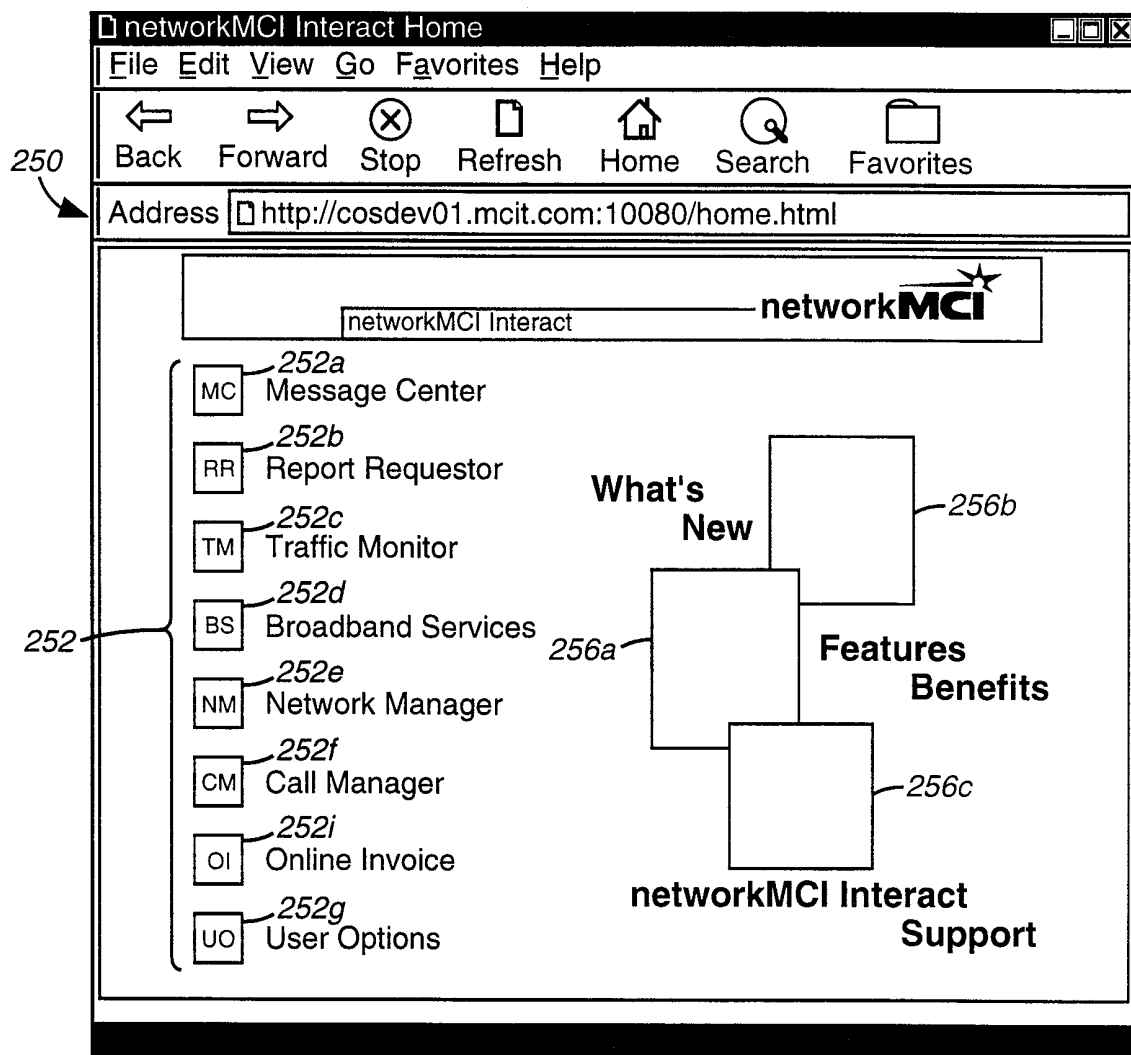 networkMCI Interact Home
File Edit View Go Favorites Help
Back Forward Stop Refresh Home Search Favorites
250
Address http://cosdev01.mcit.com:10080/home.html
networkMCI
networkMCI Interact
252a
MC Message Center
252b
RR Report Requestor
252c
TM Traffic Monitor
252d
BS Broadband Services
252
252e
NM Network Manager
252f
CM Call Manager
252i
OI Online Invoice
252g
UO User Options
What's
New
256b
256a
Features
Benefits
256c
networkMCI Interact
Support